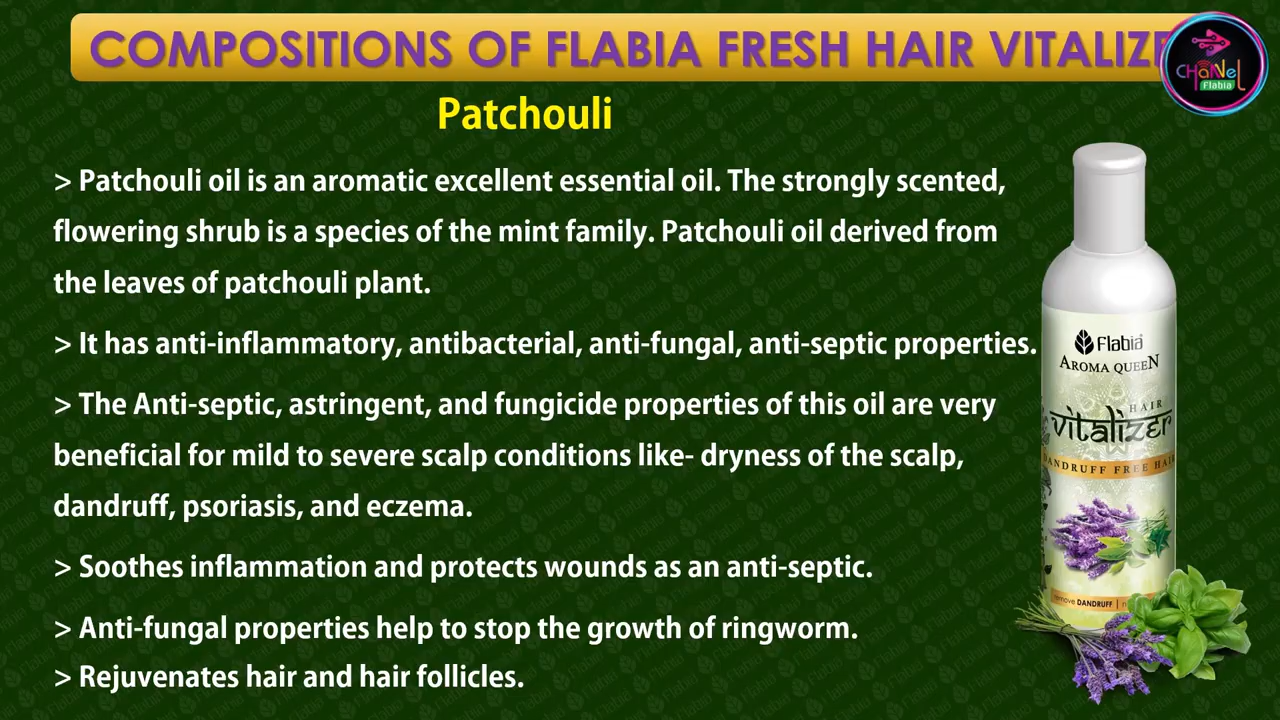 COMPOSITIONS OF FLABIA FRESH HAIR VITALIZE
CHaNNel
Flabia
Patchouli
> Patchouli oil is an aromatic excellent essential oil. The strongly scented,
flowering shrub is a species of the mint family. Patchouli oil derived from
the leaves of patchouli plant.
> It has anti-inflammatory, antibacterial, anti-fungal, anti-septic properties.
> The Anti-septic, astringent, and fungicide properties of this oil are very
beneficial for mild to severe scalp conditions like- dryness of the scalp,
dandruff, psoriasis, and eczema.
> Soothes inflammation and protects wounds as an anti-septic.
> Anti-fungal properties help to stop the growth of ringworm.
> Rejuvenates hair and hair follicles.
Flabia
AROMA QUEEN
HAIR
vitalizer
DANDRUFF FREE HAIR
remove DANDRUFF |